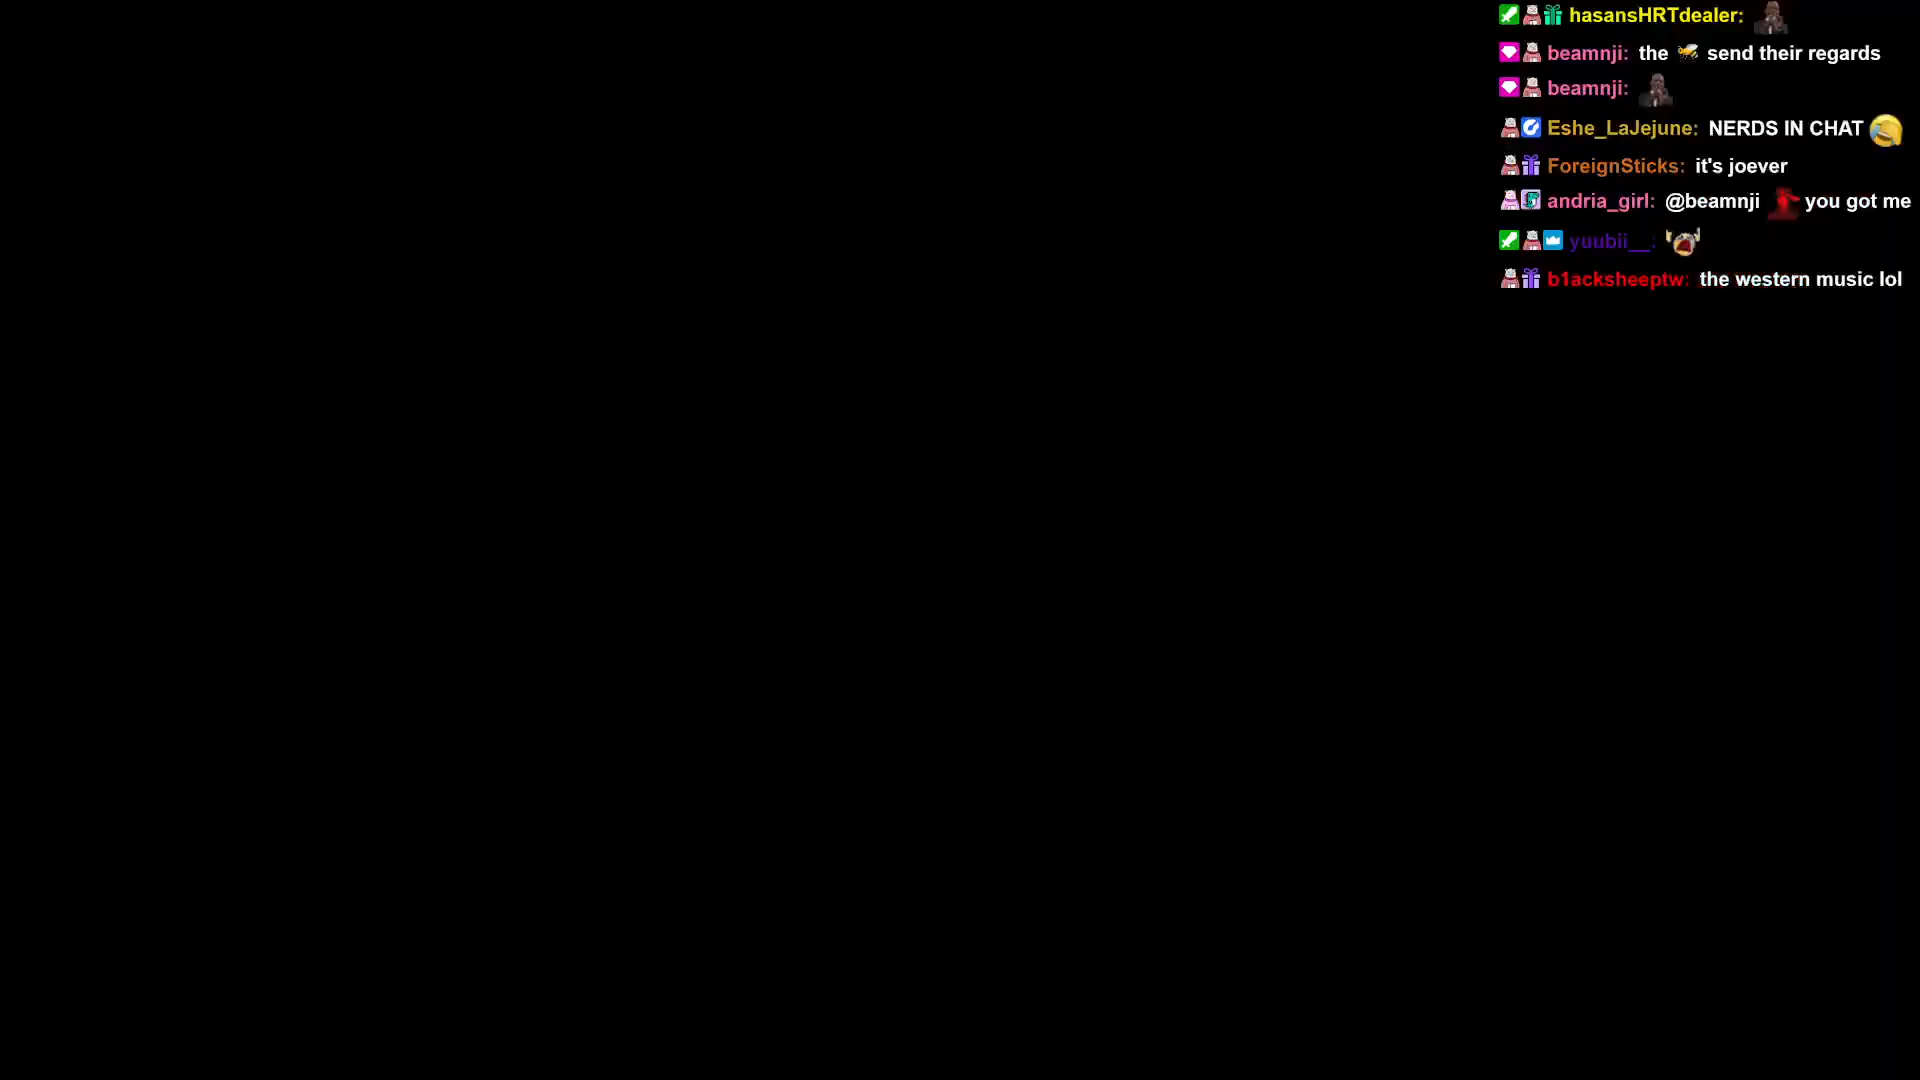 hasansHRTdealer:
beamnji: the 🐝 send their regards
beamnji:
Eshe_LaJejune: NERDS IN CHAT
ForeignSticks: it's joever
andria_girl: @beamnji you got me
yuubii__:
b1acksheeptw: the western music lol